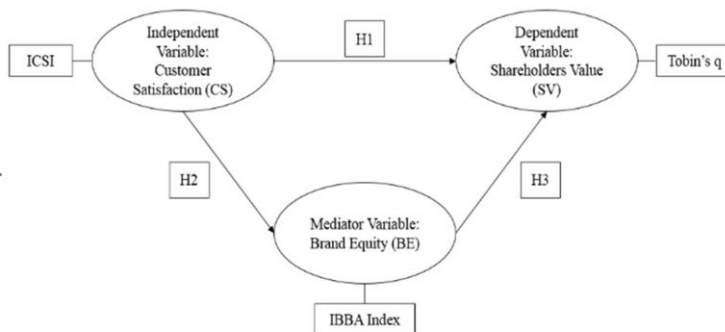 Independent
Variable:
Customer
Satisfaction (CS)
ICSI
H1
Dependent
Variable:
Shareholders Value
(SV)
Tobin's q
H2
H3
Mediator Variable:
Brand Equity (BE)
IBBA Index